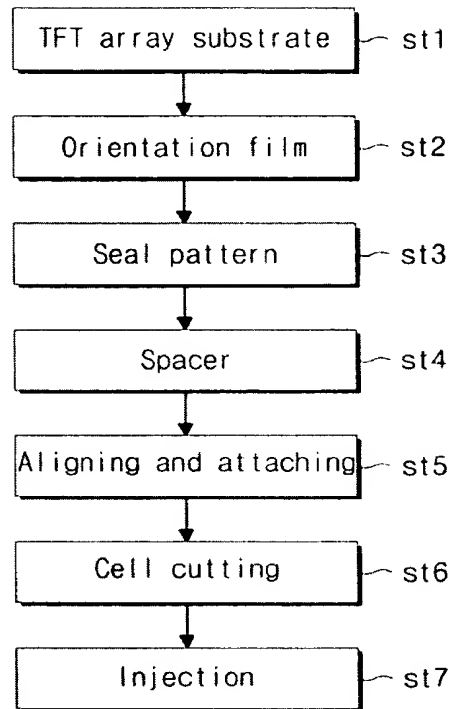 TFT array substrate st1
Orientation film st2
Seal pattern st3
Spacer st4
Aligning and attaching st5
Cell cutting st6
Injection st7